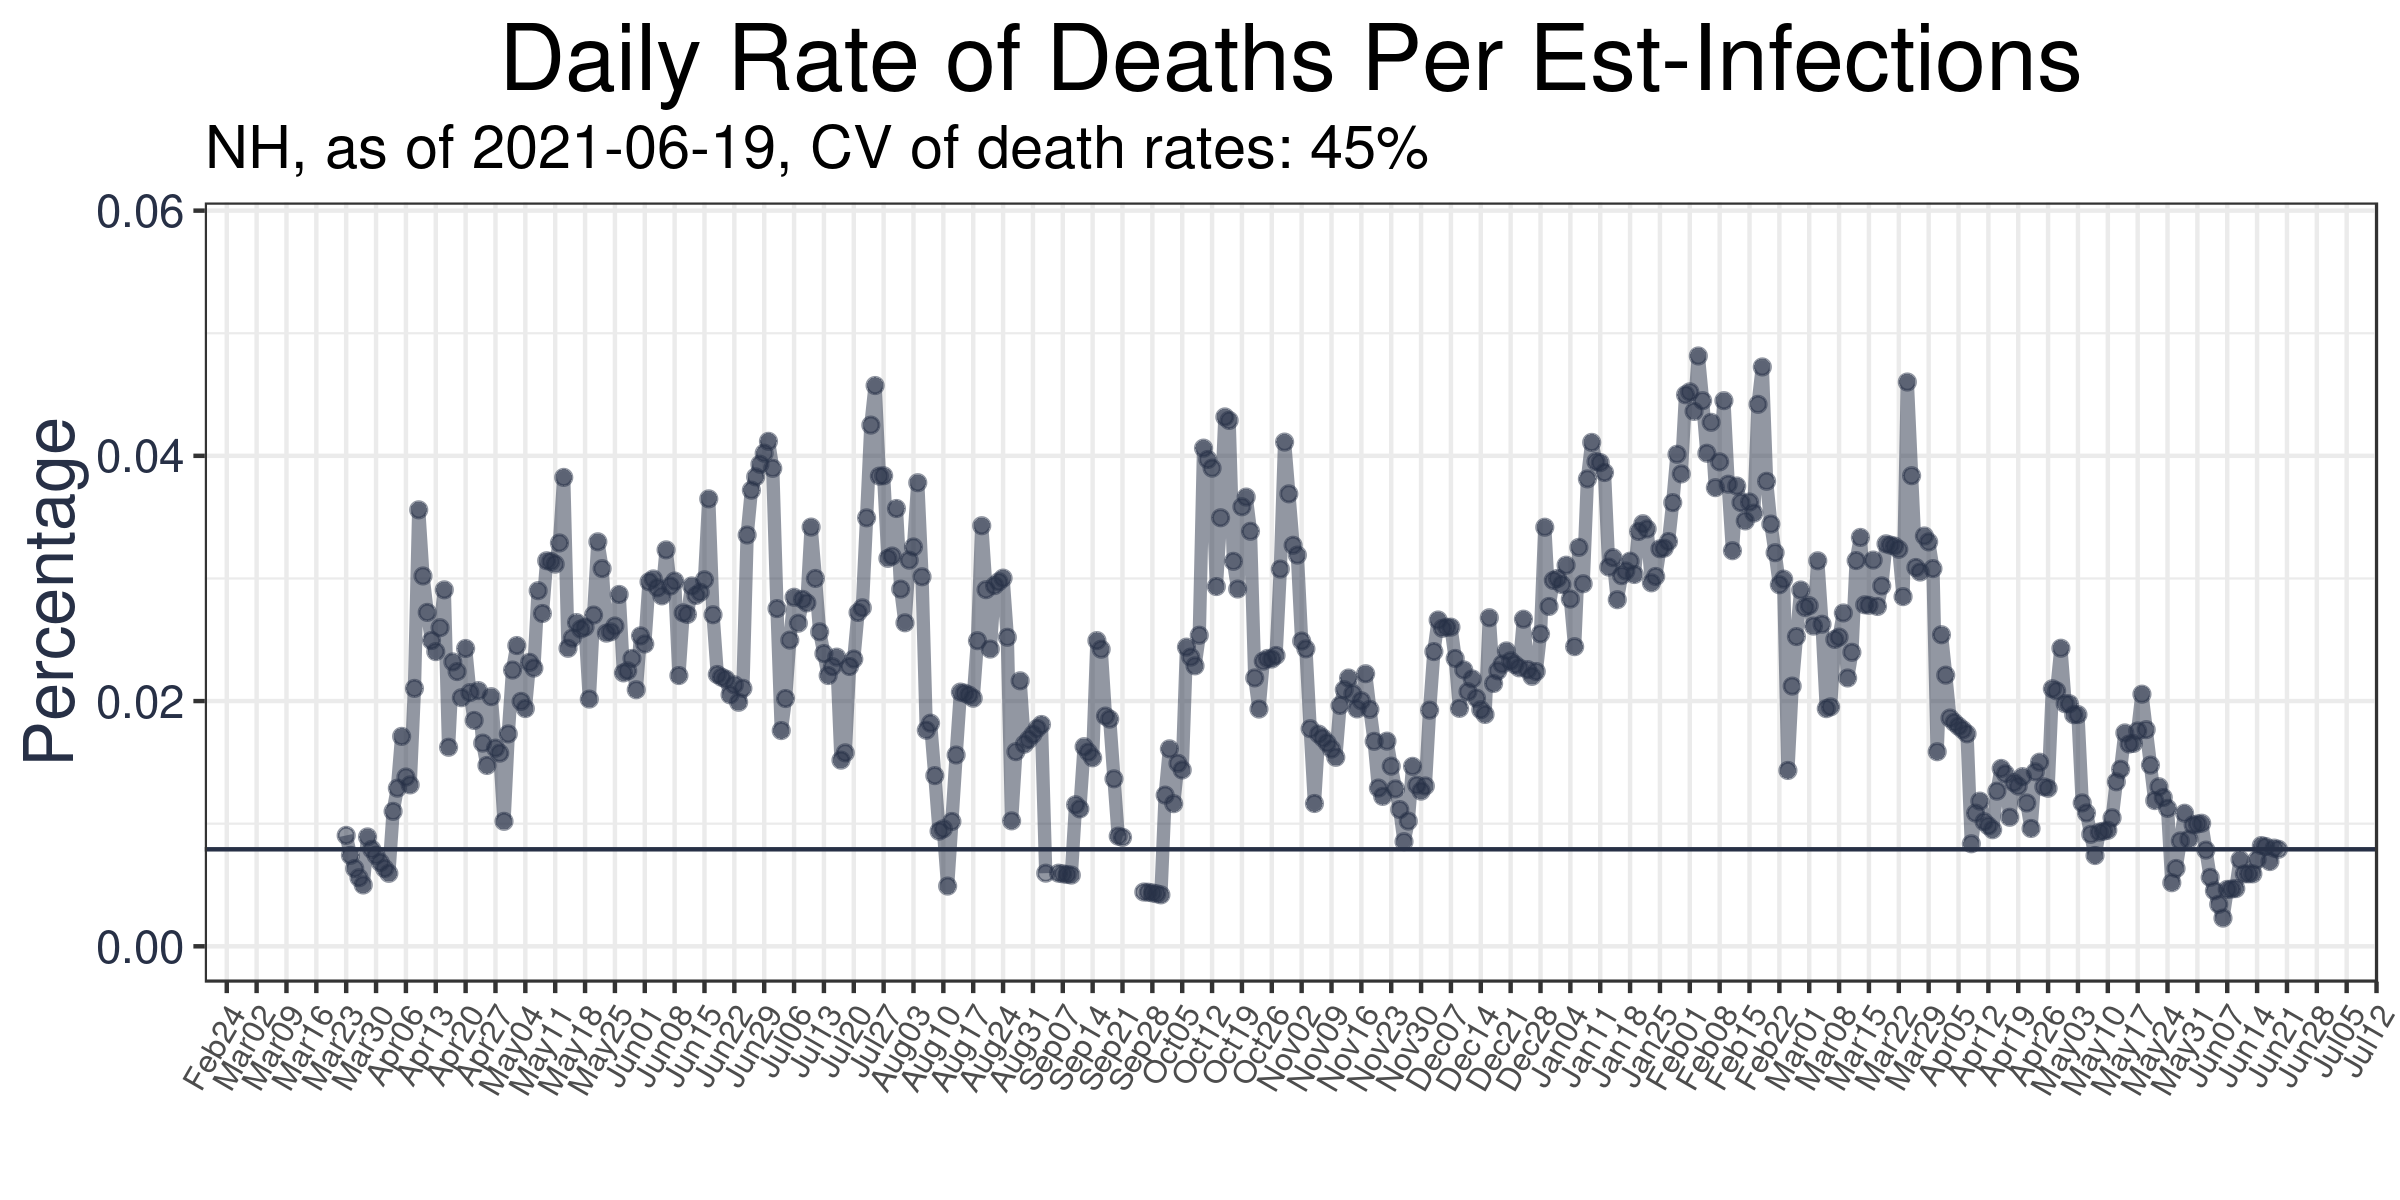 Daily Rate of Deaths Per Est-Infections
NH, as of 2021-06-19, CV of death rates: 45%
Percentage
0.06
0.04
0.02
0.00
Feb24
Mar02
Mar09
Mar16
Mar23
Mar30
Apr06
Apr13
Apr20
Apr27
May04
May11
May18
May25
Jun01
Jun08
Jun15
Jun22
Jun29
Jul06
Jul13
Jul20
Jul27
Aug03
Aug10
Aug17
Aug24
Aug31
Sep07
Sep14
Sep21
Sep28
Oct05
Oct12
Oct19
Oct26
Nov02
Nov09
Nov16
Nov23
Nov30
Dec07
Dec14
Dec21
Dec28
Jan04
Jan11
Jan18
Jan25
Feb01
Feb08
Feb15
Feb22
Mar01
Mar08
Mar15
Mar22
Mar29
Apr05
Apr12
Apr19
Apr26
May03
May10
May17
May24
May31
Jun07
Jun14
Jun21
Jun28
Jul05
Jul12